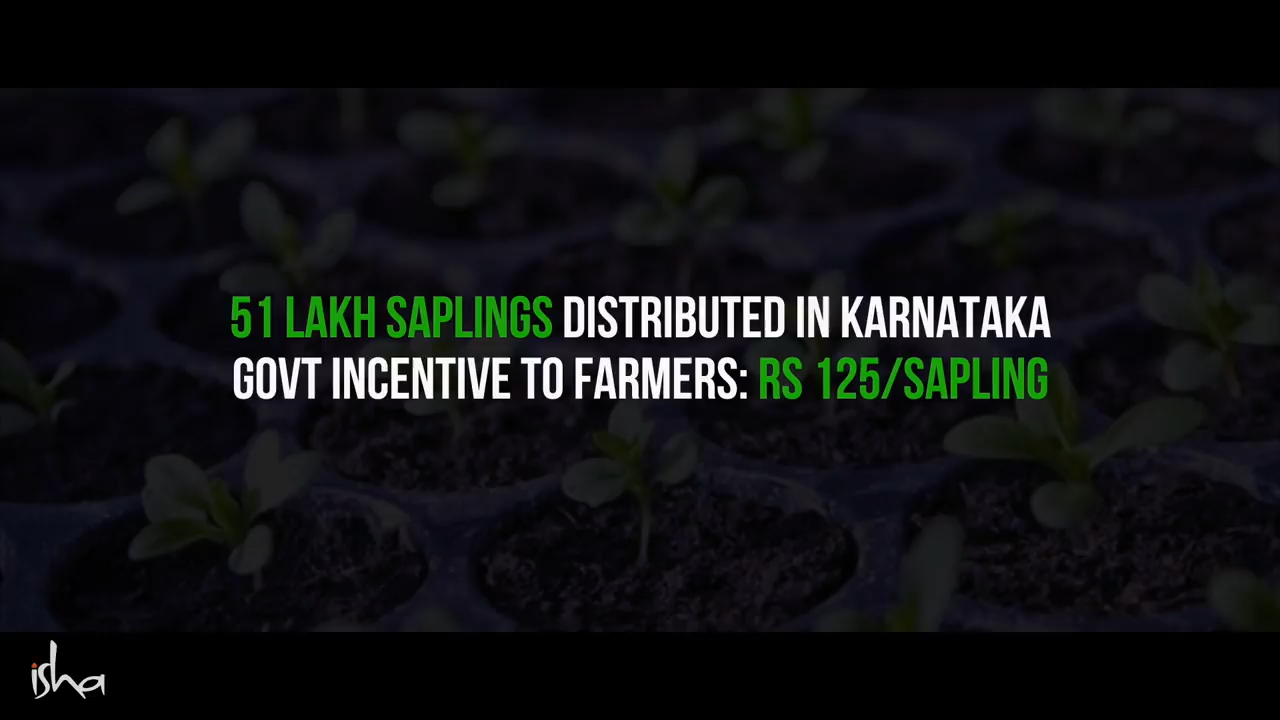 51 LAKH SAPLINGS DISTRIBUTED IN KARNATAKA
GOVT INCENTIVE TO FARMERS: RS 125/SAPLING
isha